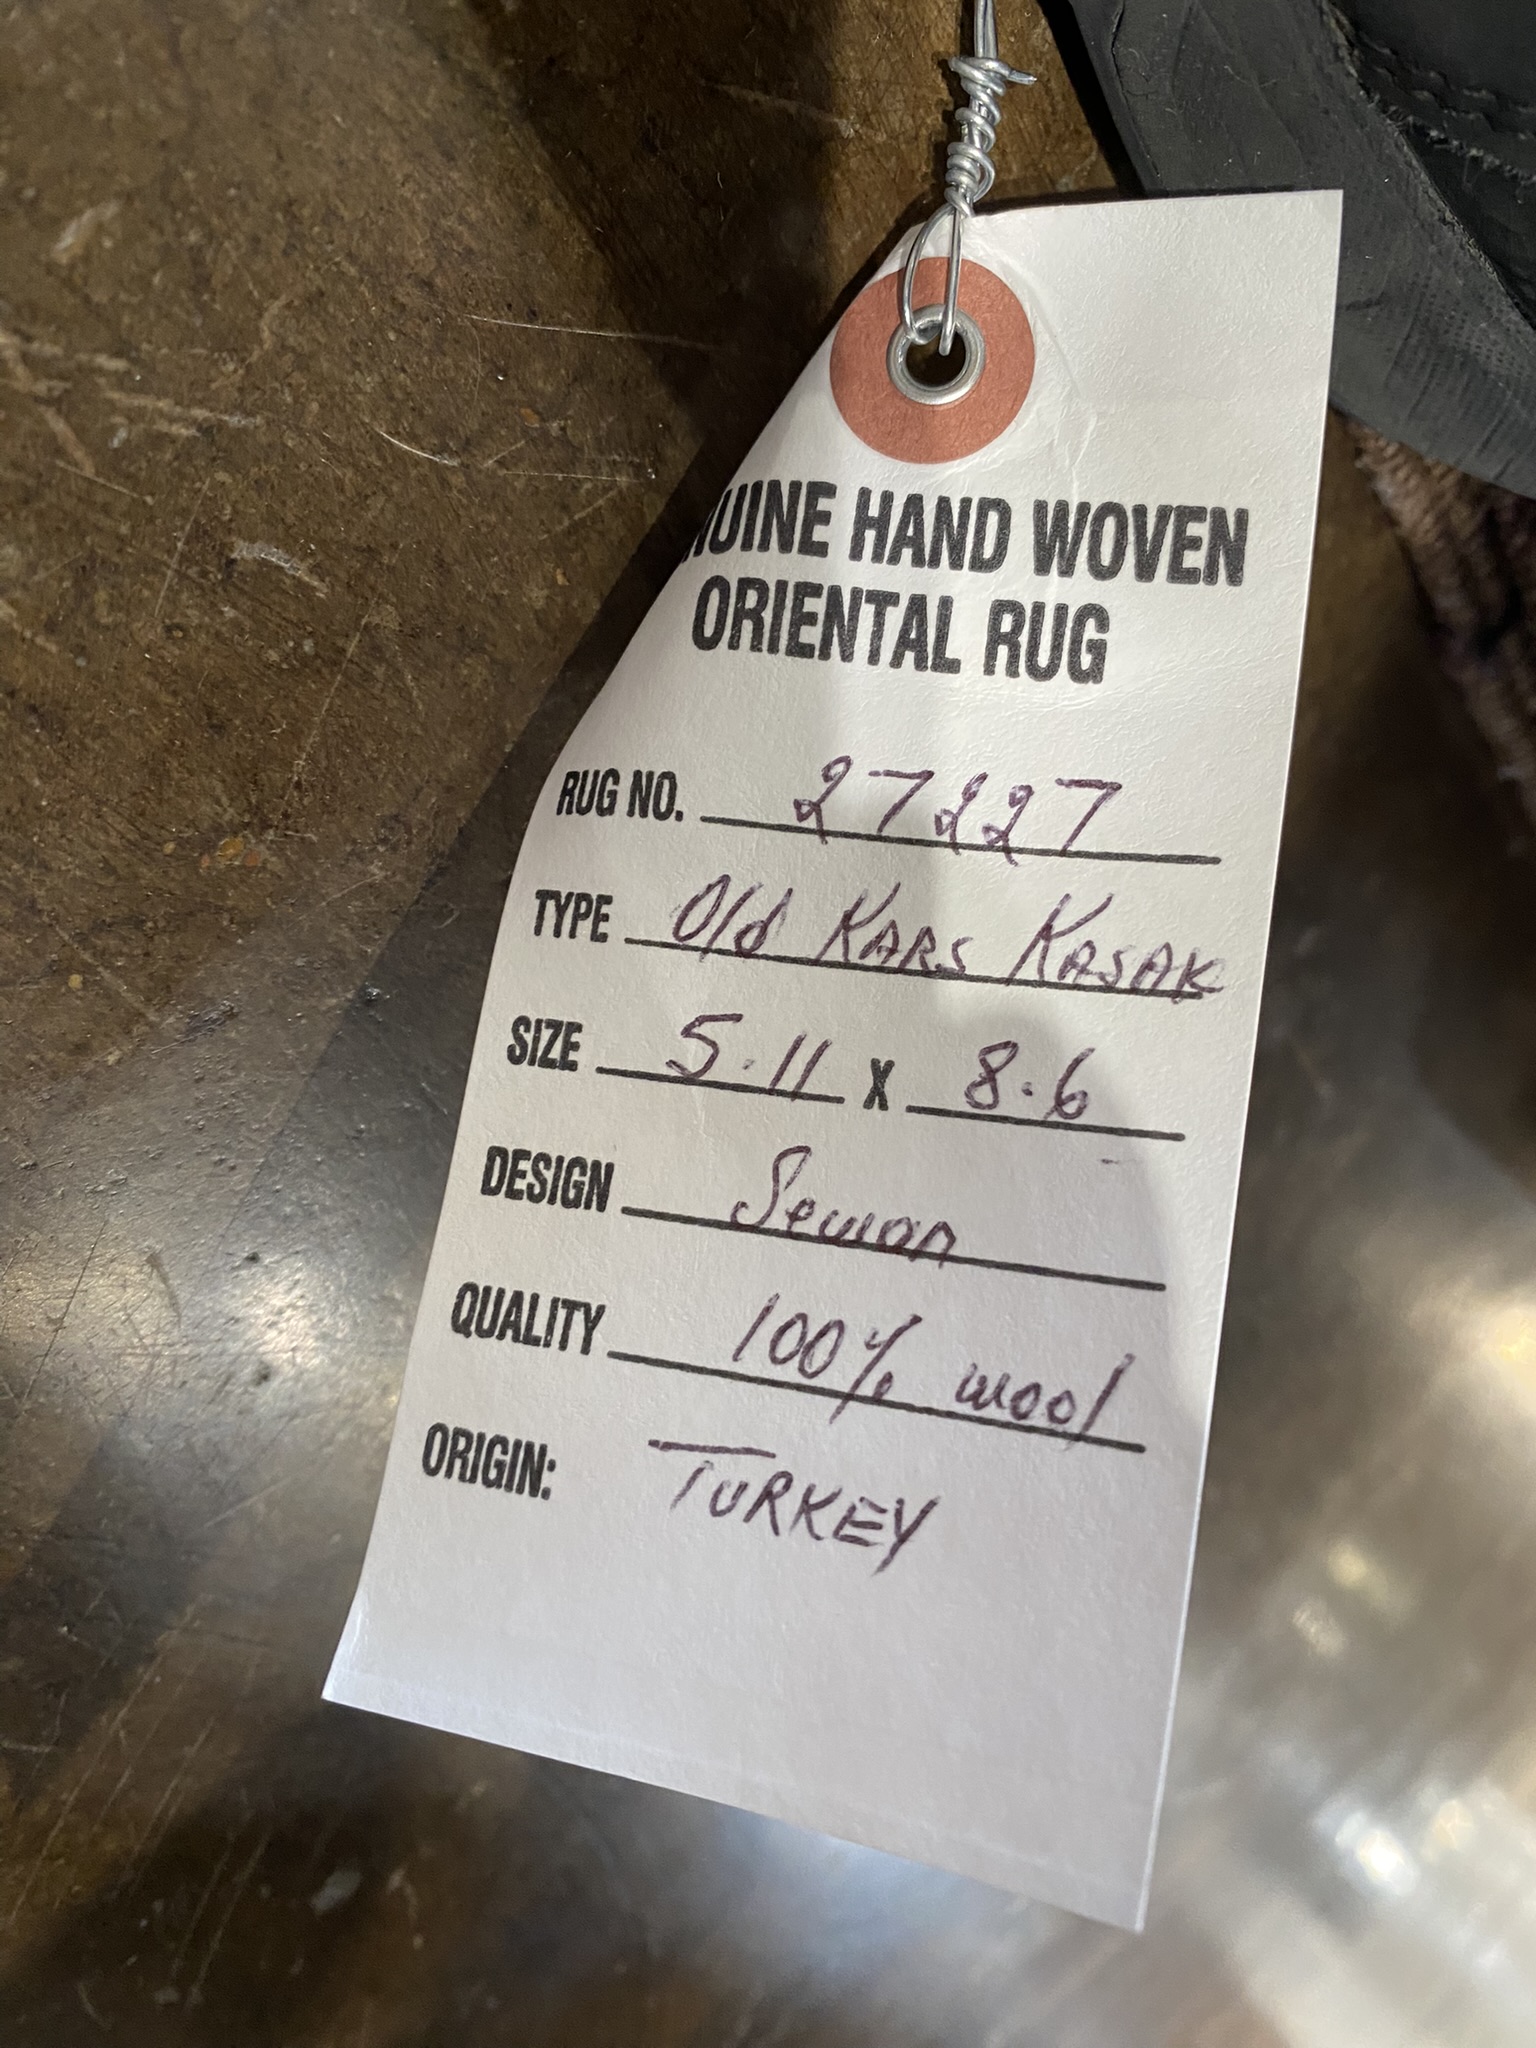 NUINE HAND WOVEN
ORIENTAL RUG
RUG NO. 27227
TYPE Old KARS KASAK
SIZE 5.11 X 8.6
DESIGN Sewan
QUALITY 100% wool
ORIGIN: TURKEY